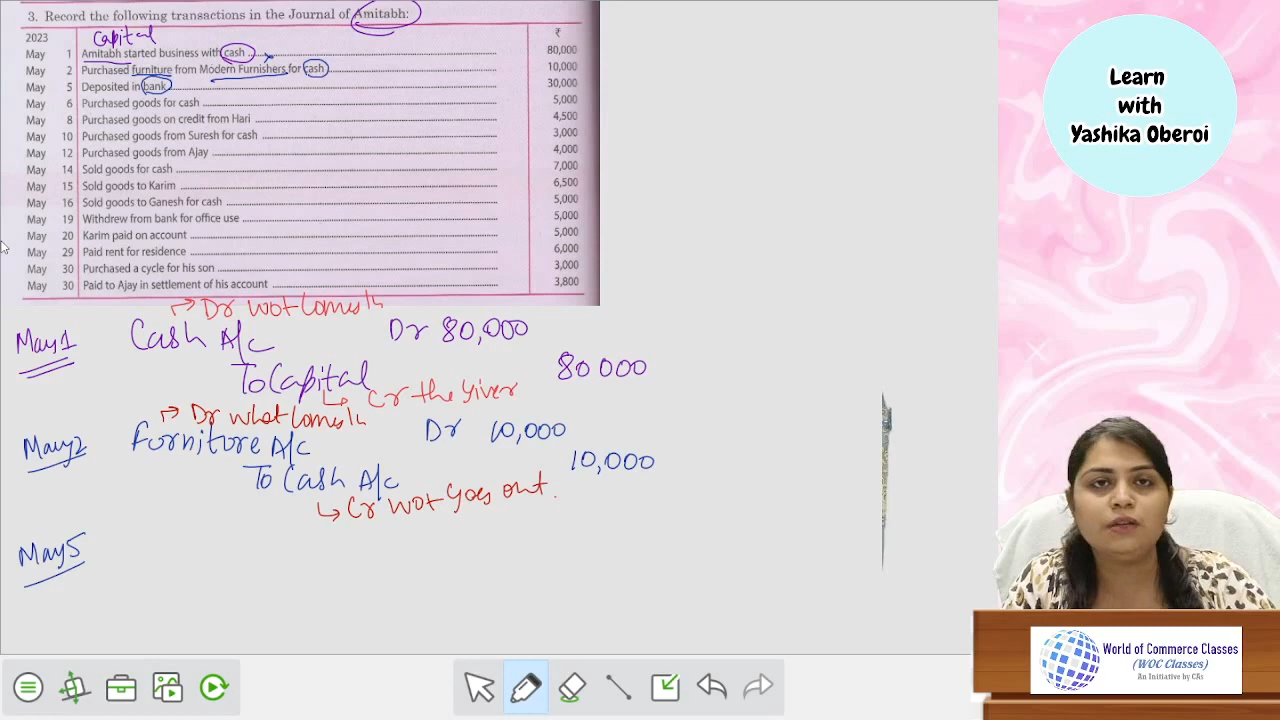 3. Record the following transactions in the Journal of Amitabh:
2023 ₹
Capital
May 1 Amitabh started business with cash 80,000
May 2 Purchased furniture from Modern Furnishers for cash 10,000
May 5 Deposited in bank 30,000
May 6 Purchased goods for cash 5,000
May 8 Purchased goods on credit from Hari 4,500
May 10 Purchased goods from Suresh for cash 3,000
May 12 Purchased goods from Ajay 4,000
May 14 Sold goods for cash 7,000
May 15 Sold goods to Karim 6,500
May 16 Sold goods to Ganesh for cash 5,000
May 19 Withdrew from bank for office use 5,000
May 20 Karim paid on account 5,000
May 29 Paid rent for residence 6,000
May 30 Purchased a cycle for his son 3,000
May 30 Paid to Ajay in settlement of his account 3,800
Dr wot comes In
May1 Cash A/c Dr 80,000
To Capital 80 000
Cr the Giver
Dr what comes In
May2 Furniture A/c Dr 10,000
To Cash A/c 10,000
Cr wot goes out.
May5
Learn
with
Yashika Oberoi
World of Commerce Classes
(WOC Classes)
An Initiative by CAs